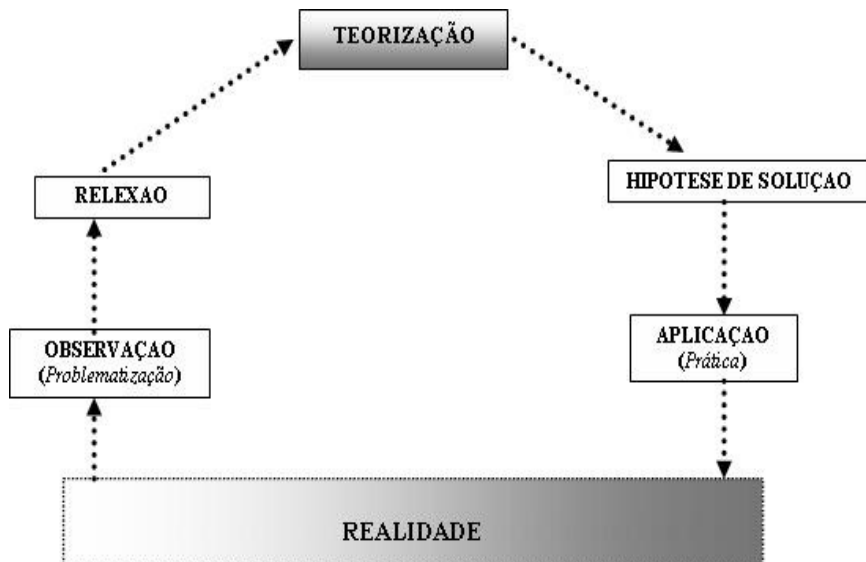 TEORIZAÇÃO
RELEXAO
HIPOTESE DE SOLUÇAO
OBSERVAÇAO
(Problematização)
APLICAÇAO
(Prática)
REALIDADE